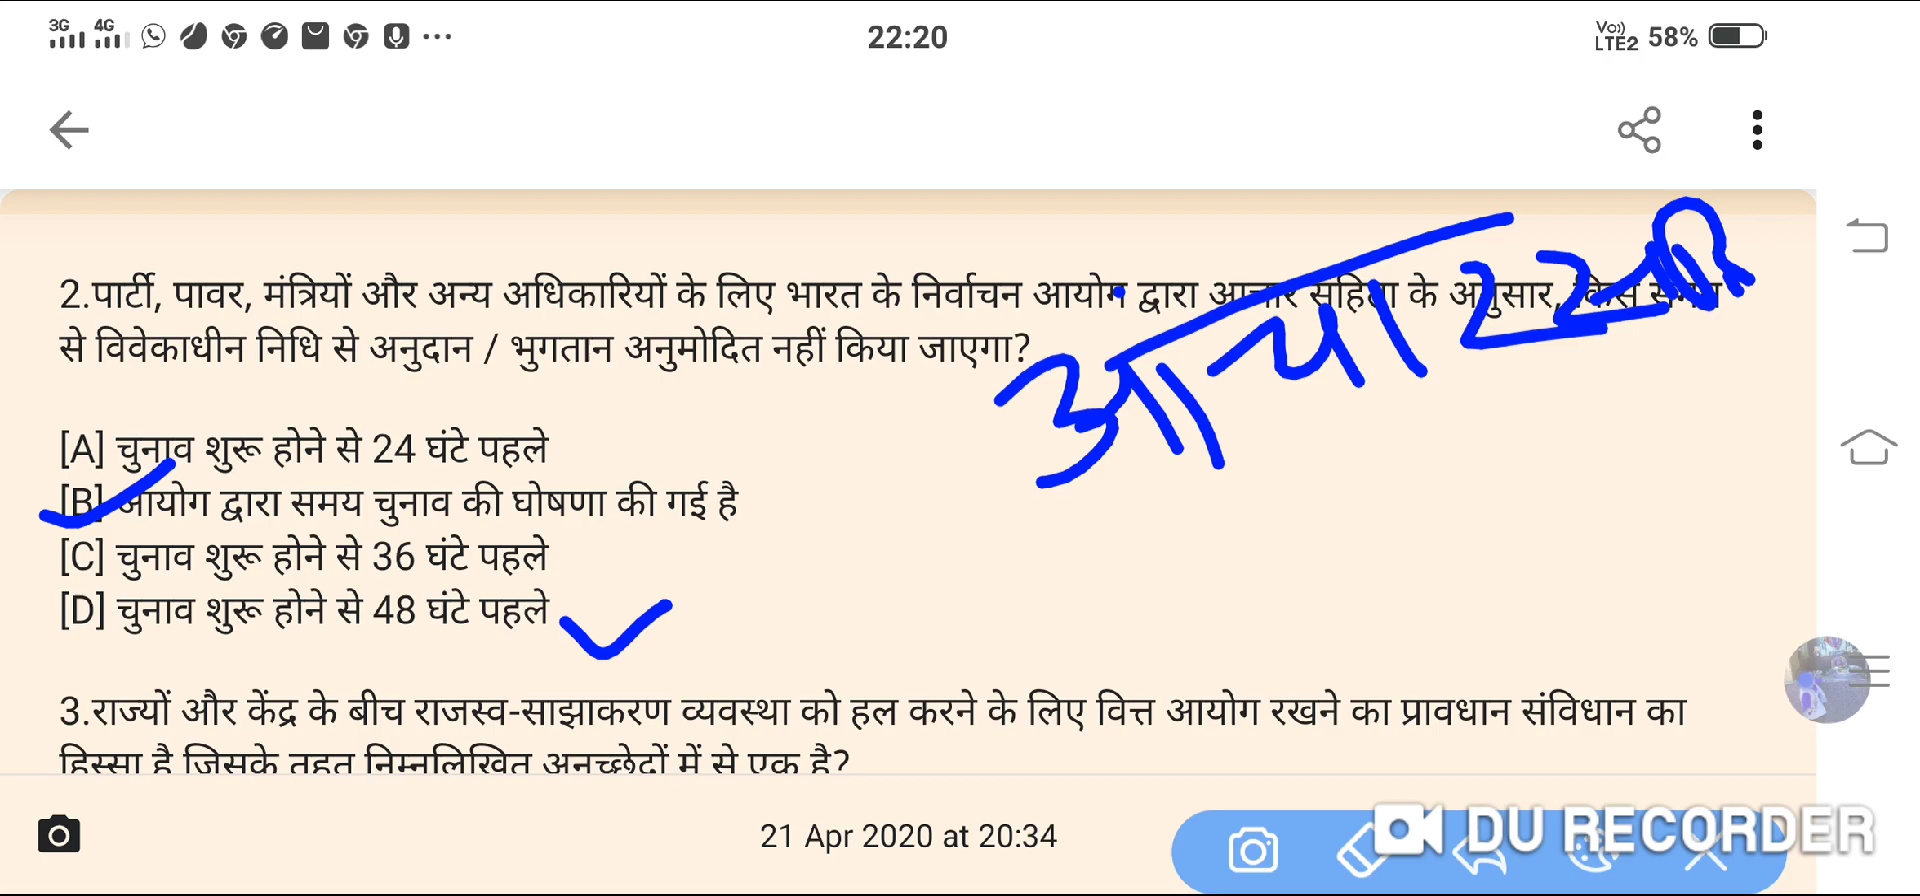 3G 4G 22:20 Vo)) LTE2 58%
2.पार्टी, पावर, मंत्रियों और अन्य अधिकारियों के लिए भारत के निर्वाचन आयोग द्वारा आचार संहिता के अनुसार, किस समय
से विवेकाधीन निधि से अनुदान / भुगतान अनुमोदित नहीं किया जाएगा?
[A] चुनाव शुरू होने से 24 घंटे पहले
[B] आयोग द्वारा समय चुनाव की घोषणा की गई है
[C] चुनाव शुरू होने से 36 घंटे पहले
[D] चुनाव शुरू होने से 48 घंटे पहले
3.राज्यों और केंद्र के बीच राजस्व-साझाकरण व्यवस्था को हल करने के लिए वित्त आयोग रखने का प्रावधान संविधान का
हिस्सा है जिसके तहत निम्नलिखित अनुच्छेदों में से एक है?
21 Apr 2020 at 20:34
DU RECORDER